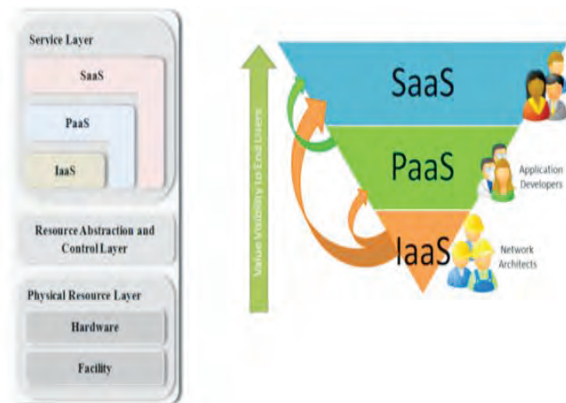 Service Layer
SaaS
PaaS
IaaS
Resource Abstraction and
Control Layer
Physical Resource Layer
Hardware
Facility
Value Visibility to End Users
SaaS
PaaS
Application
Developers
IaaS
Network
Architects